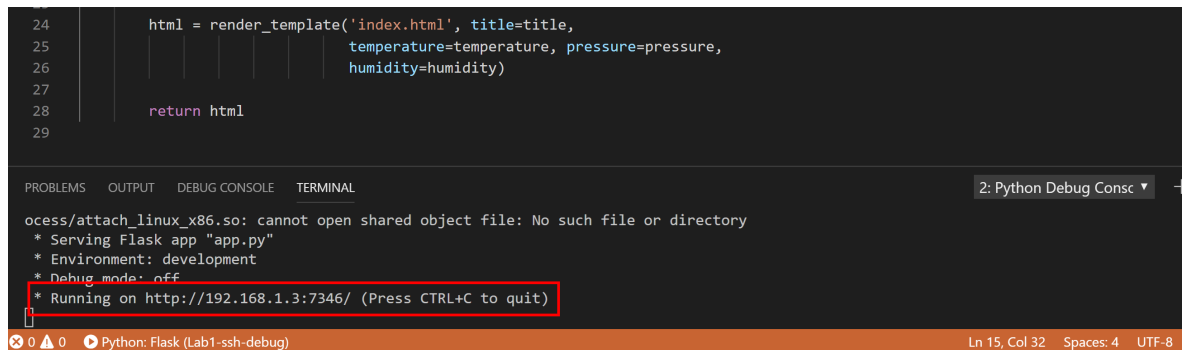 24 html = render_template('index.html', title=title,
25 temperature=temperature, pressure=pressure,
26 humidity=humidity)
27
28 return html
29
PROBLEMS OUTPUT DEBUG CONSOLE TERMINAL 2: Python Debug Consc
ocess/attach_linux_x86.so: cannot open shared object file: No such file or directory
* Serving Flask app "app.py"
* Environment: development
* Debug mode: off
* Running on http://192.168.1.3:7346/ (Press CTRL+C to quit)
0 0 Python: Flask (Lab1-ssh-debug) Ln 15, Col 32 Spaces: 4 UTF-8